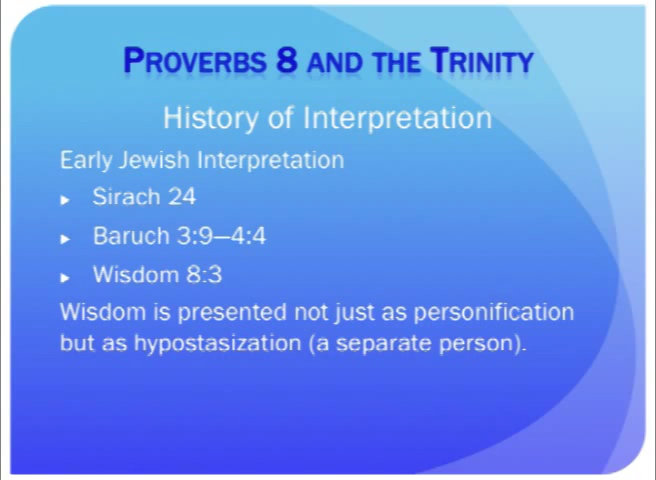 PROVERBS 8 AND THE TRINITY
History of Interpretation
Early Jewish Interpretation
▸ Sirach 24
▸ Baruch 3:9—4:4
▸ Wisdom 8:3
Wisdom is presented not just as personification
but as hypostasization (a separate person).